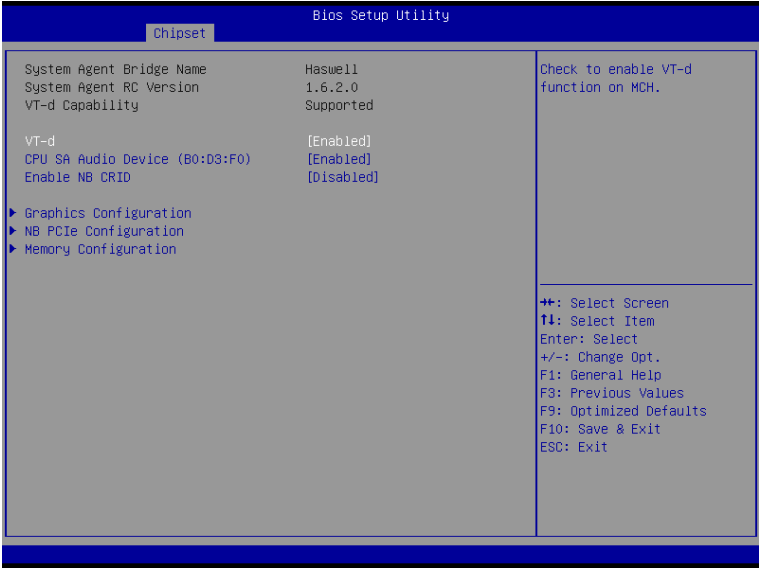 Bios Setup Utility
Chipset
System Agent Bridge Name Haswell
System Agent RC Version 1.6.2.0
VT-d Capability Supported
VT-d [Enabled]
CPU SA Audio Device (B0:D3:F0) [Enabled]
Enable NB CRID [Disabled]
Graphics Configuration
NB PCIe Configuration
Memory Configuration
Check to enable VT-d
function on MCH.
→←: Select Screen
↑↓: Select Item
Enter: Select
+/-: Change Opt.
F1: General Help
F3: Previous Values
F9: Optimized Defaults
F10: Save & Exit
ESC: Exit